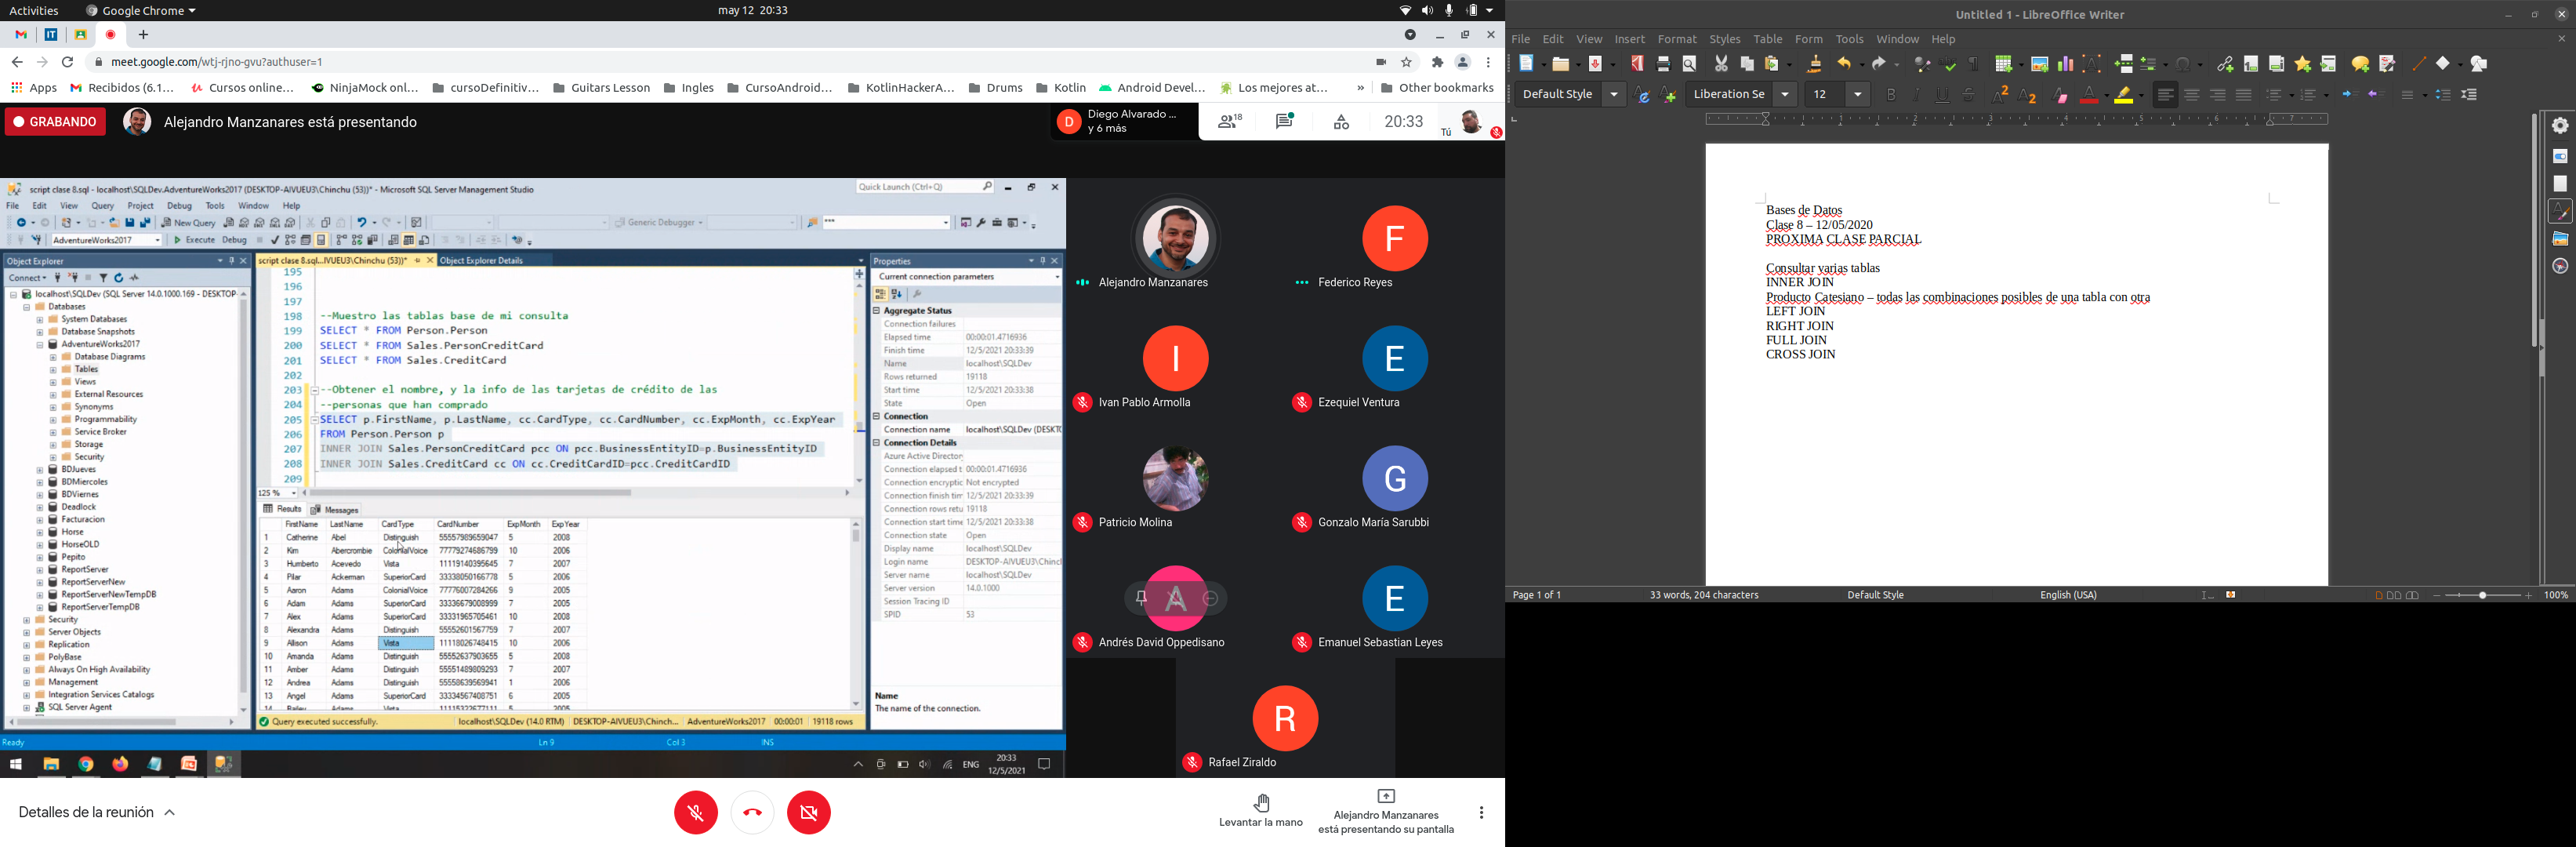 Activities
Google Chrome
may 12 20:33
meet.google.com/wtj-rjno-gvu?authuser=1
Apps
Recibidos (6.1...
Cursos online...
NinjaMock onl...
cursoDefinitiv...
Guitars Lesson
Ingles
CursoAndroid...
KotlinHackerA...
Drums
Kotlin
Android Devel...
Los mejores at...
»
Other bookmarks
GRABANDO
Alejandro Manzanares está presentando
D
Diego Alvarado ...
y 6 más
18
20:33
Tú
script clase 8.sql - localhost\SQLDev.AdventureWorks2017 (DESKTOP-AIVUEU3\Chinchu (53))* - Microsoft SQL Server Management Studio
Quick Launch (Ctrl+Q)
File Edit View Query Project Debug Tools Window Help
New Query
Generic Debugger
AdventureWorks2017
Execute Debug
Object Explorer
Connect
localhost\SQLDev (SQL Server 14.0.1000.169 - DESKTOP-
Databases
System Databases
Database Snapshots
AdventureWorks2017
Database Diagrams
Tables
Views
External Resources
Synonyms
Programmability
Service Broker
Storage
Security
BDJueves
BDMiercoles
BDViernes
Deadlock
Facturacion
Horse
HorseOLD
Pepito
ReportServer
ReportServerNew
ReportServerNewTempDB
ReportServerTempDB
Security
Server Objects
Replication
PolyBase
Always On High Availability
Management
Integration Services Catalogs
SQL Server Agent
script clase 8.sql...IVUEU3\Chinchu (53))*
Object Explorer Details
195
196
197
198 --Muestro las tablas base de mi consulta
199 SELECT * FROM Person.Person
200 SELECT * FROM Sales.PersonCreditCard
201 SELECT * FROM Sales.CreditCard
202
203 --Obtener el nombre, y la info de las tarjetas de crédito de las
204 --personas que han comprado
205 SELECT p.FirstName, p.LastName, cc.CardType, cc.CardNumber, cc.ExpMonth, cc.ExpYear
206 FROM Person.Person p
207 INNER JOIN Sales.PersonCreditCard pcc ON pcc.BusinessEntityID=p.BusinessEntityID
208 INNER JOIN Sales.CreditCard cc ON cc.CreditCardID=pcc.CreditCardID
209
125 %
Results Messages
FirstName LastName CardType CardNumber ExpMonth ExpYear
1 Catherine Abel Distinguish 55557989659047 5 2008
2 Kim Abercrombie ColonialVoice 77779274686799 10 2006
3 Humberto Acevedo Vista 11119140395645 7 2007
4 Pilar Ackerman SuperiorCard 33338050166778 5 2006
5 Aaron Adams ColonialVoice 77776007284266 9 2005
6 Adam Adams SuperiorCard 33336679008999 7 2005
7 Alex Adams SuperiorCard 33331965705461 10 2008
8 Alexandra Adams Distinguish 55552601567759 7 2007
9 Allison Adams Vista 11118026748415 10 2006
10 Amanda Adams Distinguish 55552637903655 5 2008
11 Amber Adams Distinguish 55551489809293 7 2007
12 Andrea Adams Distinguish 55558639569941 1 2006
13 Angel Adams SuperiorCard 33334567408751 6 2005
Query executed successfully.
localhost\SQLDev (14.0 RTM)
DESKTOP-AIVUEU3\Chinch...
AdventureWorks2017
00:00:01
19118 rows
Properties
Current connection parameters
Aggregate Status
Connection failures
Elapsed time 00:00:01.4716936
Finish time 12/5/2021 20:33:39
Name localhost\SQLDev
Rows returned 19118
Start time 12/5/2021 20:33:38
State Open
Connection
Connection name localhost\SQLDev (DESKTO
Connection Details
Azure Active Director
Connection elapsed t 00:00:01.4716936
Connection encryptic Not encrypted
Connection finish tim 12/5/2021 20:33:39
Connection rows retu 19118
Connection start time 12/5/2021 20:33:38
Connection state Open
Display name localhost\SQLDev
Login name DESKTOP-AIVUEU3\Chincl
Server name localhost\SQLDev
Server version 14.0.1000
Session Tracing ID
SPID 53
Name
The name of the connection.
Ready
Ln 9
Col 3
INS
ENG
20:33
12/5/2021
Alejandro Manzanares
F
Federico Reyes
I
Ivan Pablo Armolla
E
Ezequiel Ventura
Patricio Molina
G
Gonzalo María Sarubbi
A
Andrés David Oppedisano
E
Emanuel Sebastian Leyes
R
Rafael Ziraldo
Detalles de la reunión
Levantar la mano
Alejandro Manzanares
está presentando su pantalla
Untitled 1 - LibreOffice Writer
File Edit View Insert Format Styles Table Form Tools Window Help
Default Style
Liberation Se
12
1 2 3 4 5 6 7
Bases de Datos
Clase 8 – 12/05/2020
PROXIMA CLASE PARCIAL
Consultar varias tablas
INNER JOIN
Producto Catesiano – todas las combinaciones posibles de una tabla con otra
LEFT JOIN
RIGHT JOIN
FULL JOIN
CROSS JOIN
Page 1 of 1
33 words, 204 characters
Default Style
English (USA)
100%